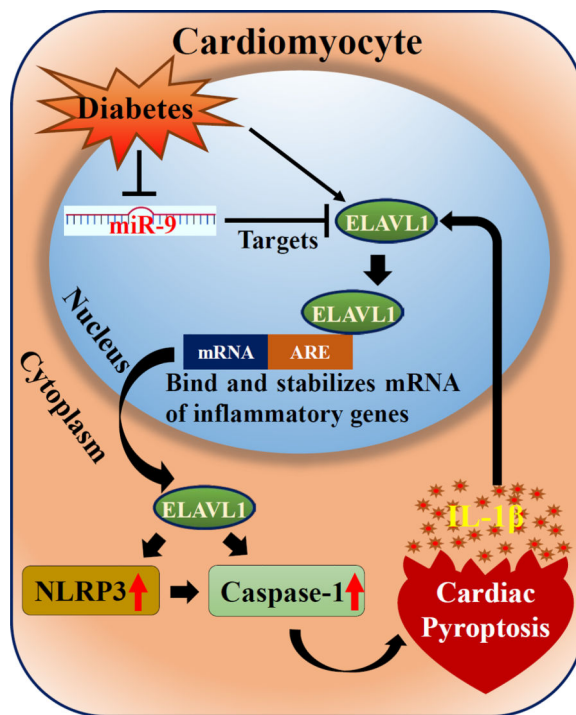 Cardiomyocyte
Diabetes
miR-9
Targets
ELAVL1
ELAVL1
mRNA
ARE
Bind and stabilizes mRNA
of inflammatory genes
Nucleus
Cytoplasm
ELAVL1
NLRP3
Caspase-1
IL-1β
Cardiac
Pyroptosis